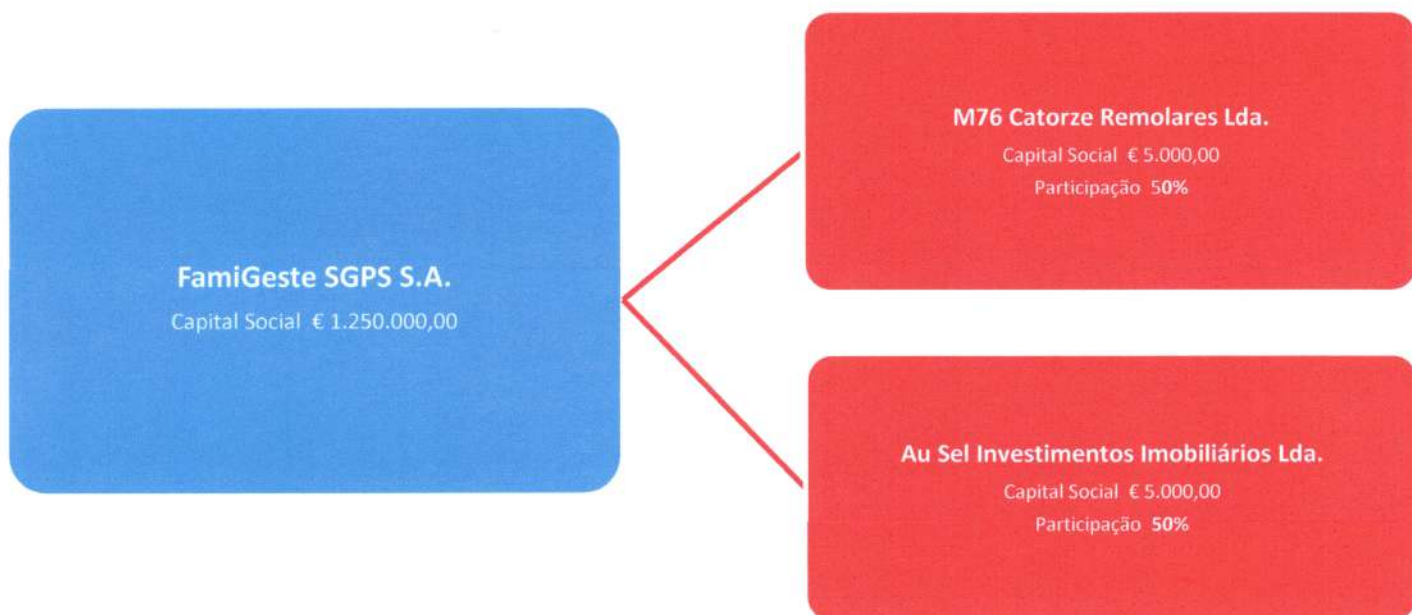 FamiGeste SGPS S.A.
Capital Social € 1.250.000,00
M76 Catorze Remolares Lda.
Capital Social € 5.000,00
Participação 50%
Au Sel Investimentos Imobiliários Lda.
Capital Social € 5.000,00
Participação 50%